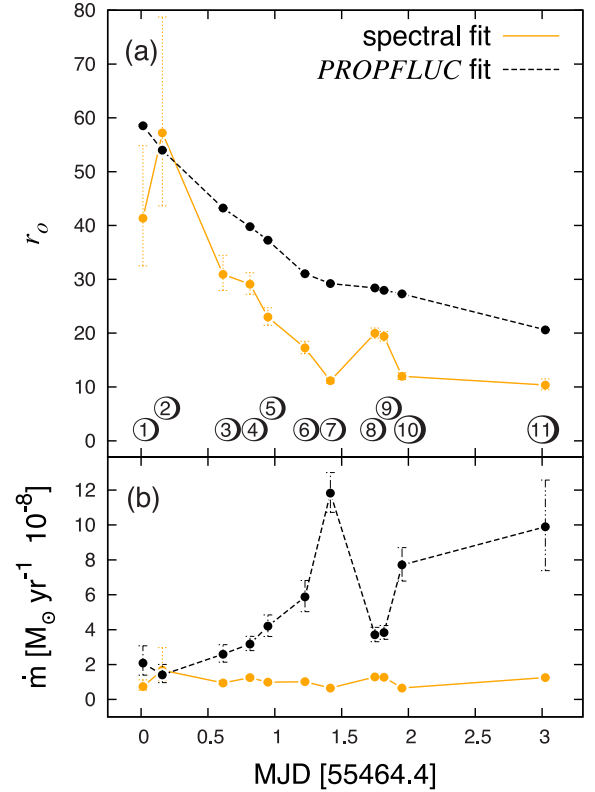 80
70
60
50
40
30
20
10
0
r₀
(a)
spectral fit
PROPFLUC fit
① ② ③ ④ ⑤ ⑥ ⑦ ⑧ ⑨ ⑩ ⑪
12
10
8
6
4
2
0
ṁ [M⊙ yr⁻¹ 10⁻⁸]
(b)
0 0.5 1 1.5 2 2.5 3
MJD [55464.4]